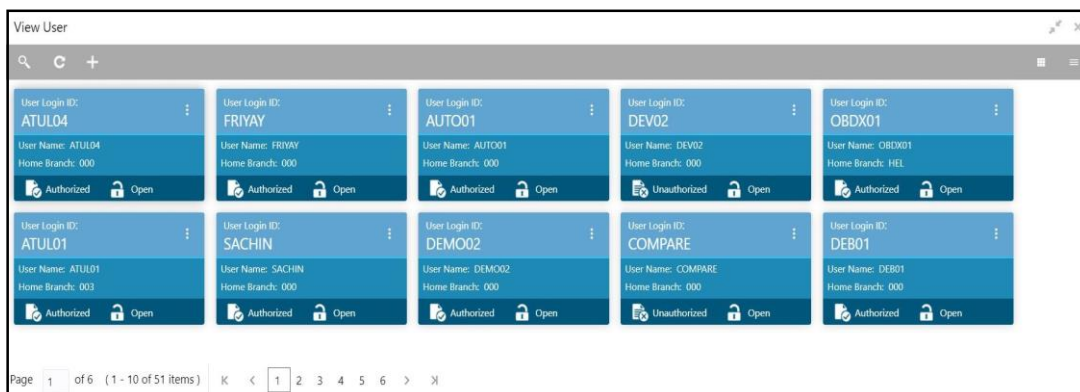 View User
User Login ID:
ATUL04
User Name: ATUL04
Home Branch: 000
Authorized Open
User Login ID:
FRIYAY
User Name: FRIYAY
Home Branch: 000
Authorized Open
User Login ID:
AUTO01
User Name: AUTO01
Home Branch: 000
Authorized Open
User Login ID:
DEV02
User Name: DEV02
Home Branch: 000
Unauthorized Open
User Login ID:
OBDX01
User Name: OBDX01
Home Branch: HEL
Authorized Open
User Login ID:
ATUL01
User Name: ATUL01
Home Branch: 003
Authorized Open
User Login ID:
SACHIN
User Name: SACHIN
Home Branch: 000
Authorized Open
User Login ID:
DEMO02
User Name: DEMO02
Home Branch: 000
Authorized Open
User Login ID:
COMPARE
User Name: COMPARE
Home Branch: 000
Unauthorized Open
User Login ID:
DEB01
User Name: DEB01
Home Branch: 000
Authorized Open
Page 1 of 6 (1 - 10 of 51 items) 1 2 3 4 5 6